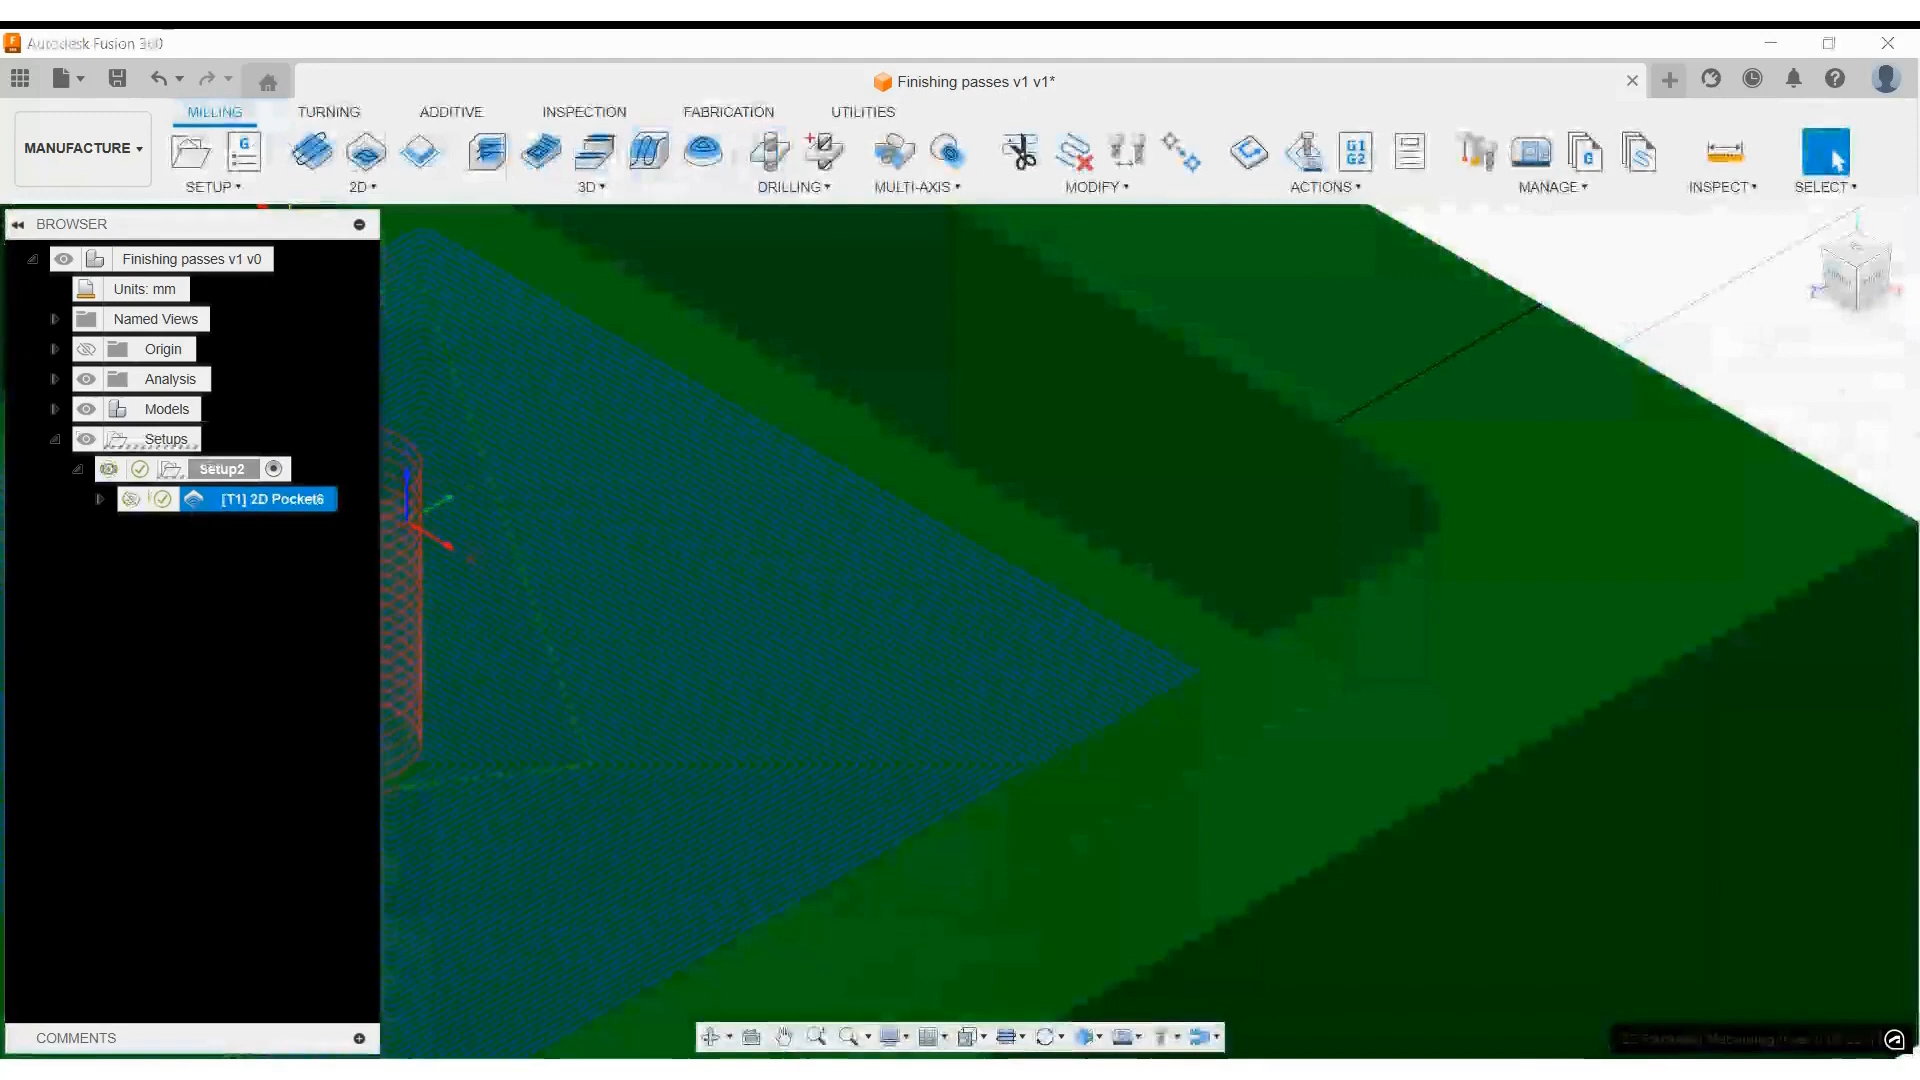 Autodesk Fusion 360
Finishing passes v1 v1*
MILLING TURNING ADDITIVE INSPECTION FABRICATION UTILITIES
MANUFACTURE
G
G1
G2
SETUP 2D 3D DRILLING MULTI-AXIS MODIFY ACTIONS MANAGE INSPECT SELECT
BROWSER
Finishing passes v1 v0
Units: mm
Named Views
Origin
Analysis
Models
Setups
Setup2
[T1] 2D Pocket6
COMMENTS